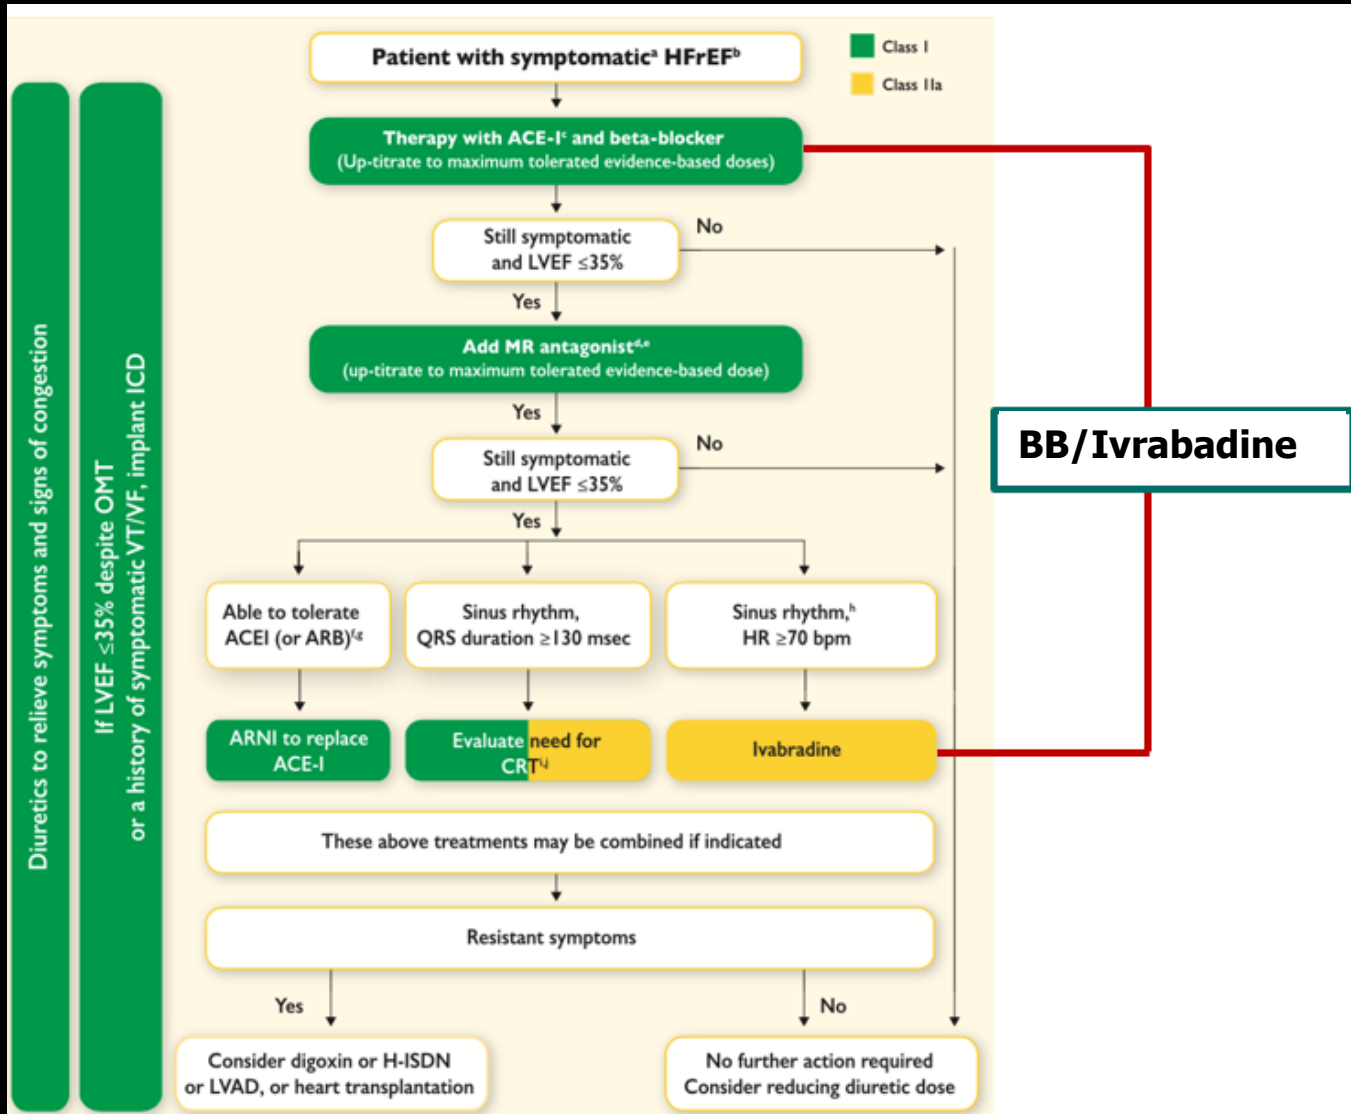 Patient with symptomaticᵃ HFrEFᵇ
Class I
Class IIa
Therapy with ACE-Iᶜ and beta-blocker
(Up-titrate to maximum tolerated evidence-based doses)
Still symptomatic
and LVEF ≤35%
No
Yes
Add MR antagonistᵈ,ᵉ
(up-titrate to maximum tolerated evidence-based dose)
Yes
Still symptomatic
and LVEF ≤35%
No
Yes
Able to tolerate
ACEI (or ARB)ᶠ,ᵍ
Sinus rhythm,
QRS duration ≥130 msec
Sinus rhythm,ʰ
HR ≥70 bpm
ARNI to replace
ACE-I
Evaluate need for
CRTⁱ,ʲ
Ivabradine
These above treatments may be combined if indicated
Resistant symptoms
Yes
No
Consider digoxin or H-ISDN
or LVAD, or heart transplantation
No further action required
Consider reducing diuretic dose
Diuretics to relieve symptoms and signs of congestion
If LVEF ≤35% despite OMT
or a history of symptomatic VT/VF, implant ICD
BB/Ivrabadine